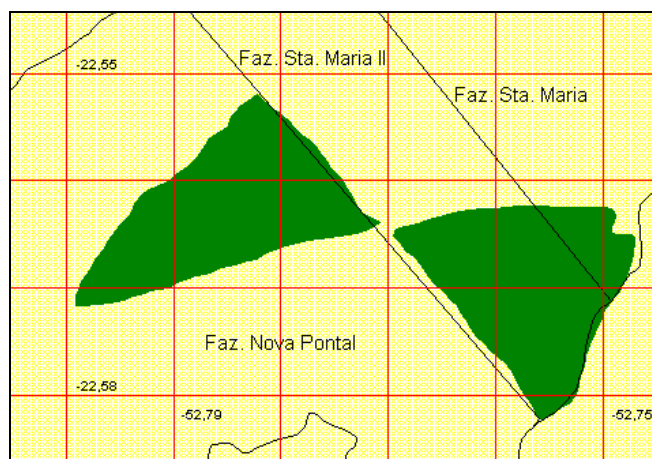 -22,55
Faz. Sta. Maria II
Faz. Sta. Maria
Faz. Nova Pontal
-22,58
-52,79
-52,75